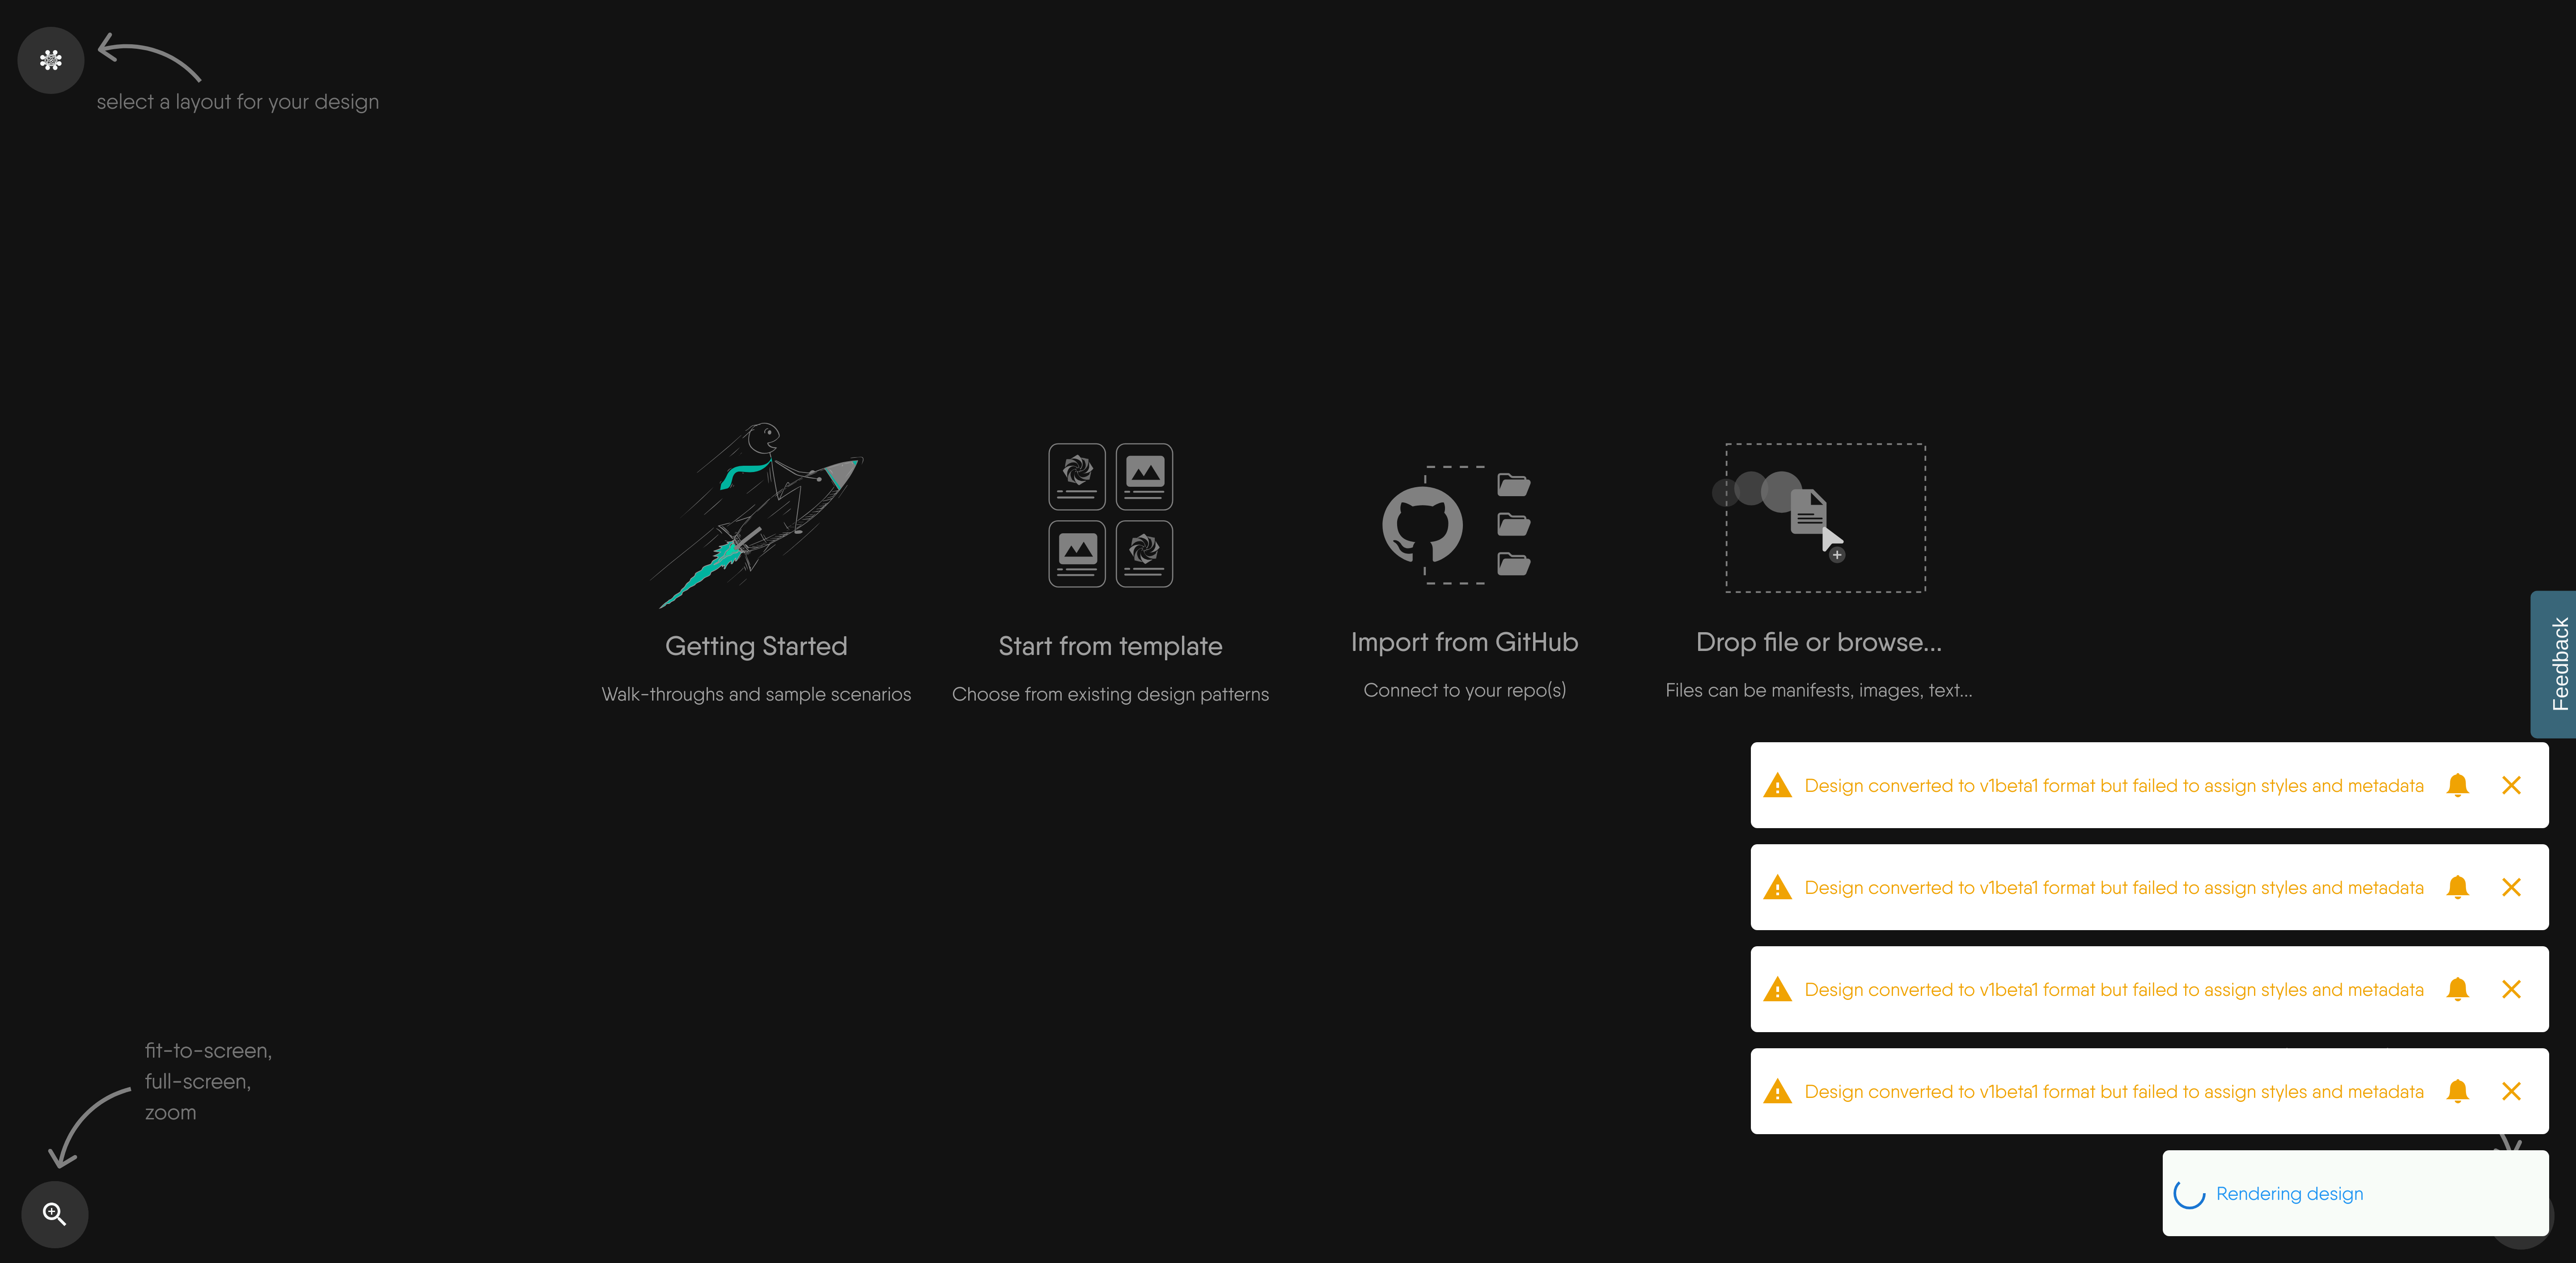 select a layout for your design
Getting Started
Walk-throughs and sample scenarios
Start from template
Choose from existing design patterns
Import from GitHub
Connect to your repo(s)
Drop file or browse...
Files can be manifests, images, text...
Feedback
Design converted to v1beta1 format but failed to assign styles and metadata
Design converted to v1beta1 format but failed to assign styles and metadata
Design converted to v1beta1 format but failed to assign styles and metadata
Design converted to v1beta1 format but failed to assign styles and metadata
fit-to-screen,
full-screen,
zoom
Rendering design